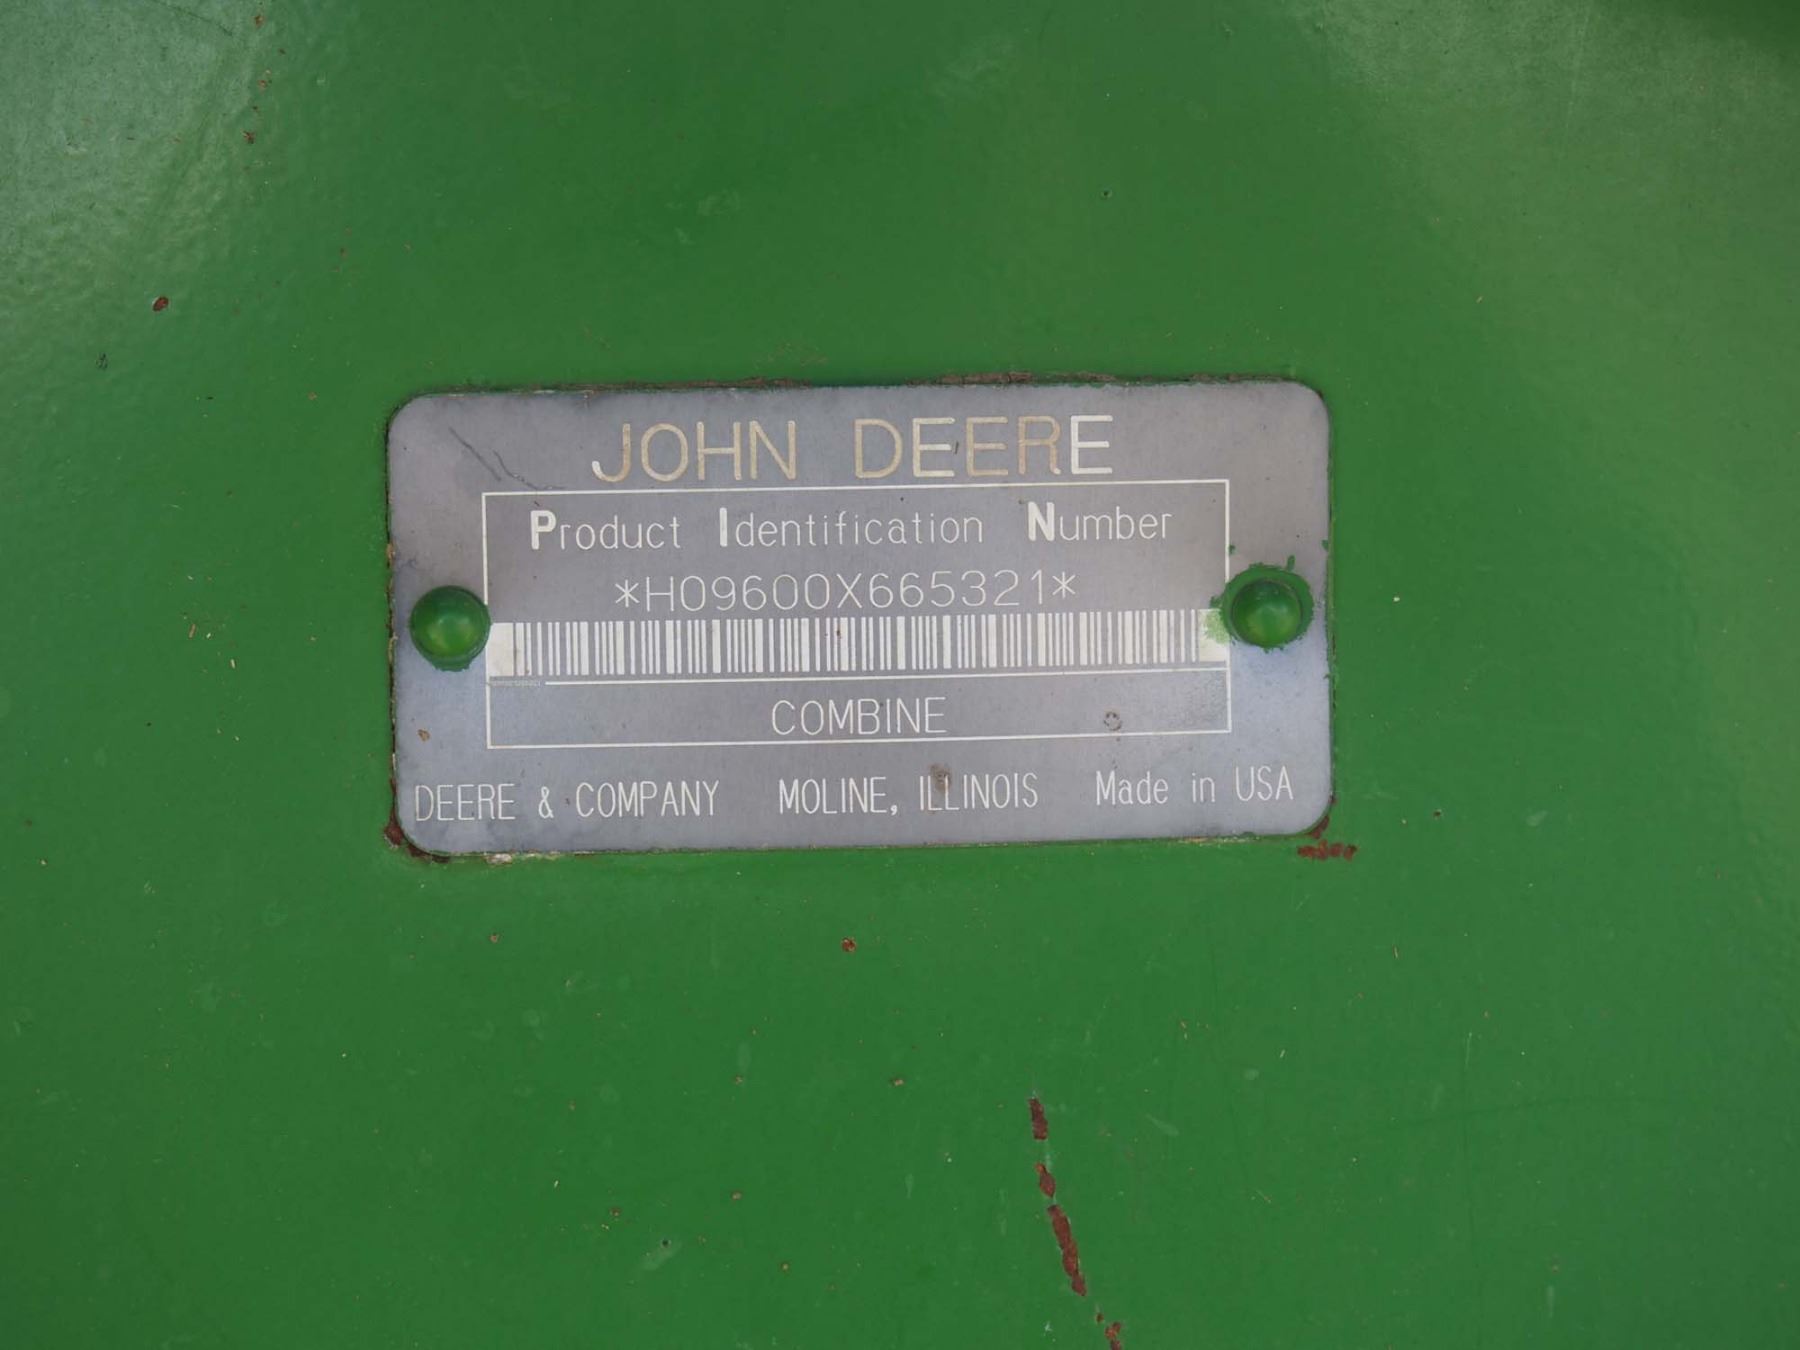 JOHN DEERE
Product Identification Number
*H09600X665321*
COMBINE
DEERE & COMPANY MOLINE, ILLINOIS Made in USA